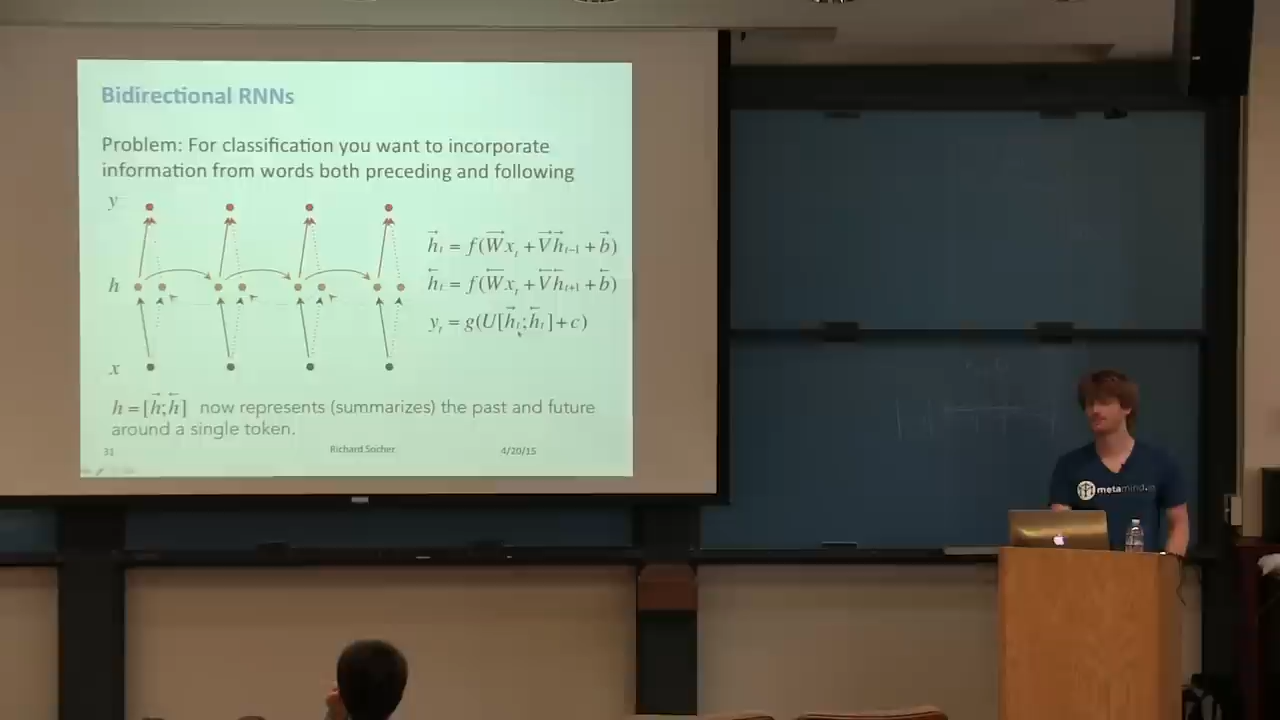 Bidirectional RNNs
Problem: For classification you want to incorporate
information from words both preceding and following
y
h
x
h⃗ₜ = f(W⃗xₜ + V⃗h⃗ₜ₋₁ + b⃗)
h⃖ₜ = f(W⃖xₜ + V⃖h⃖ₜ₊₁ + b⃖)
yₜ = g(U[h⃗ₜ;h⃖ₜ] + c)
h = [h⃗;h⃖] now represents (summarizes) the past and future
around a single token.
31 Richard Socher 4/20/15
metamind.io